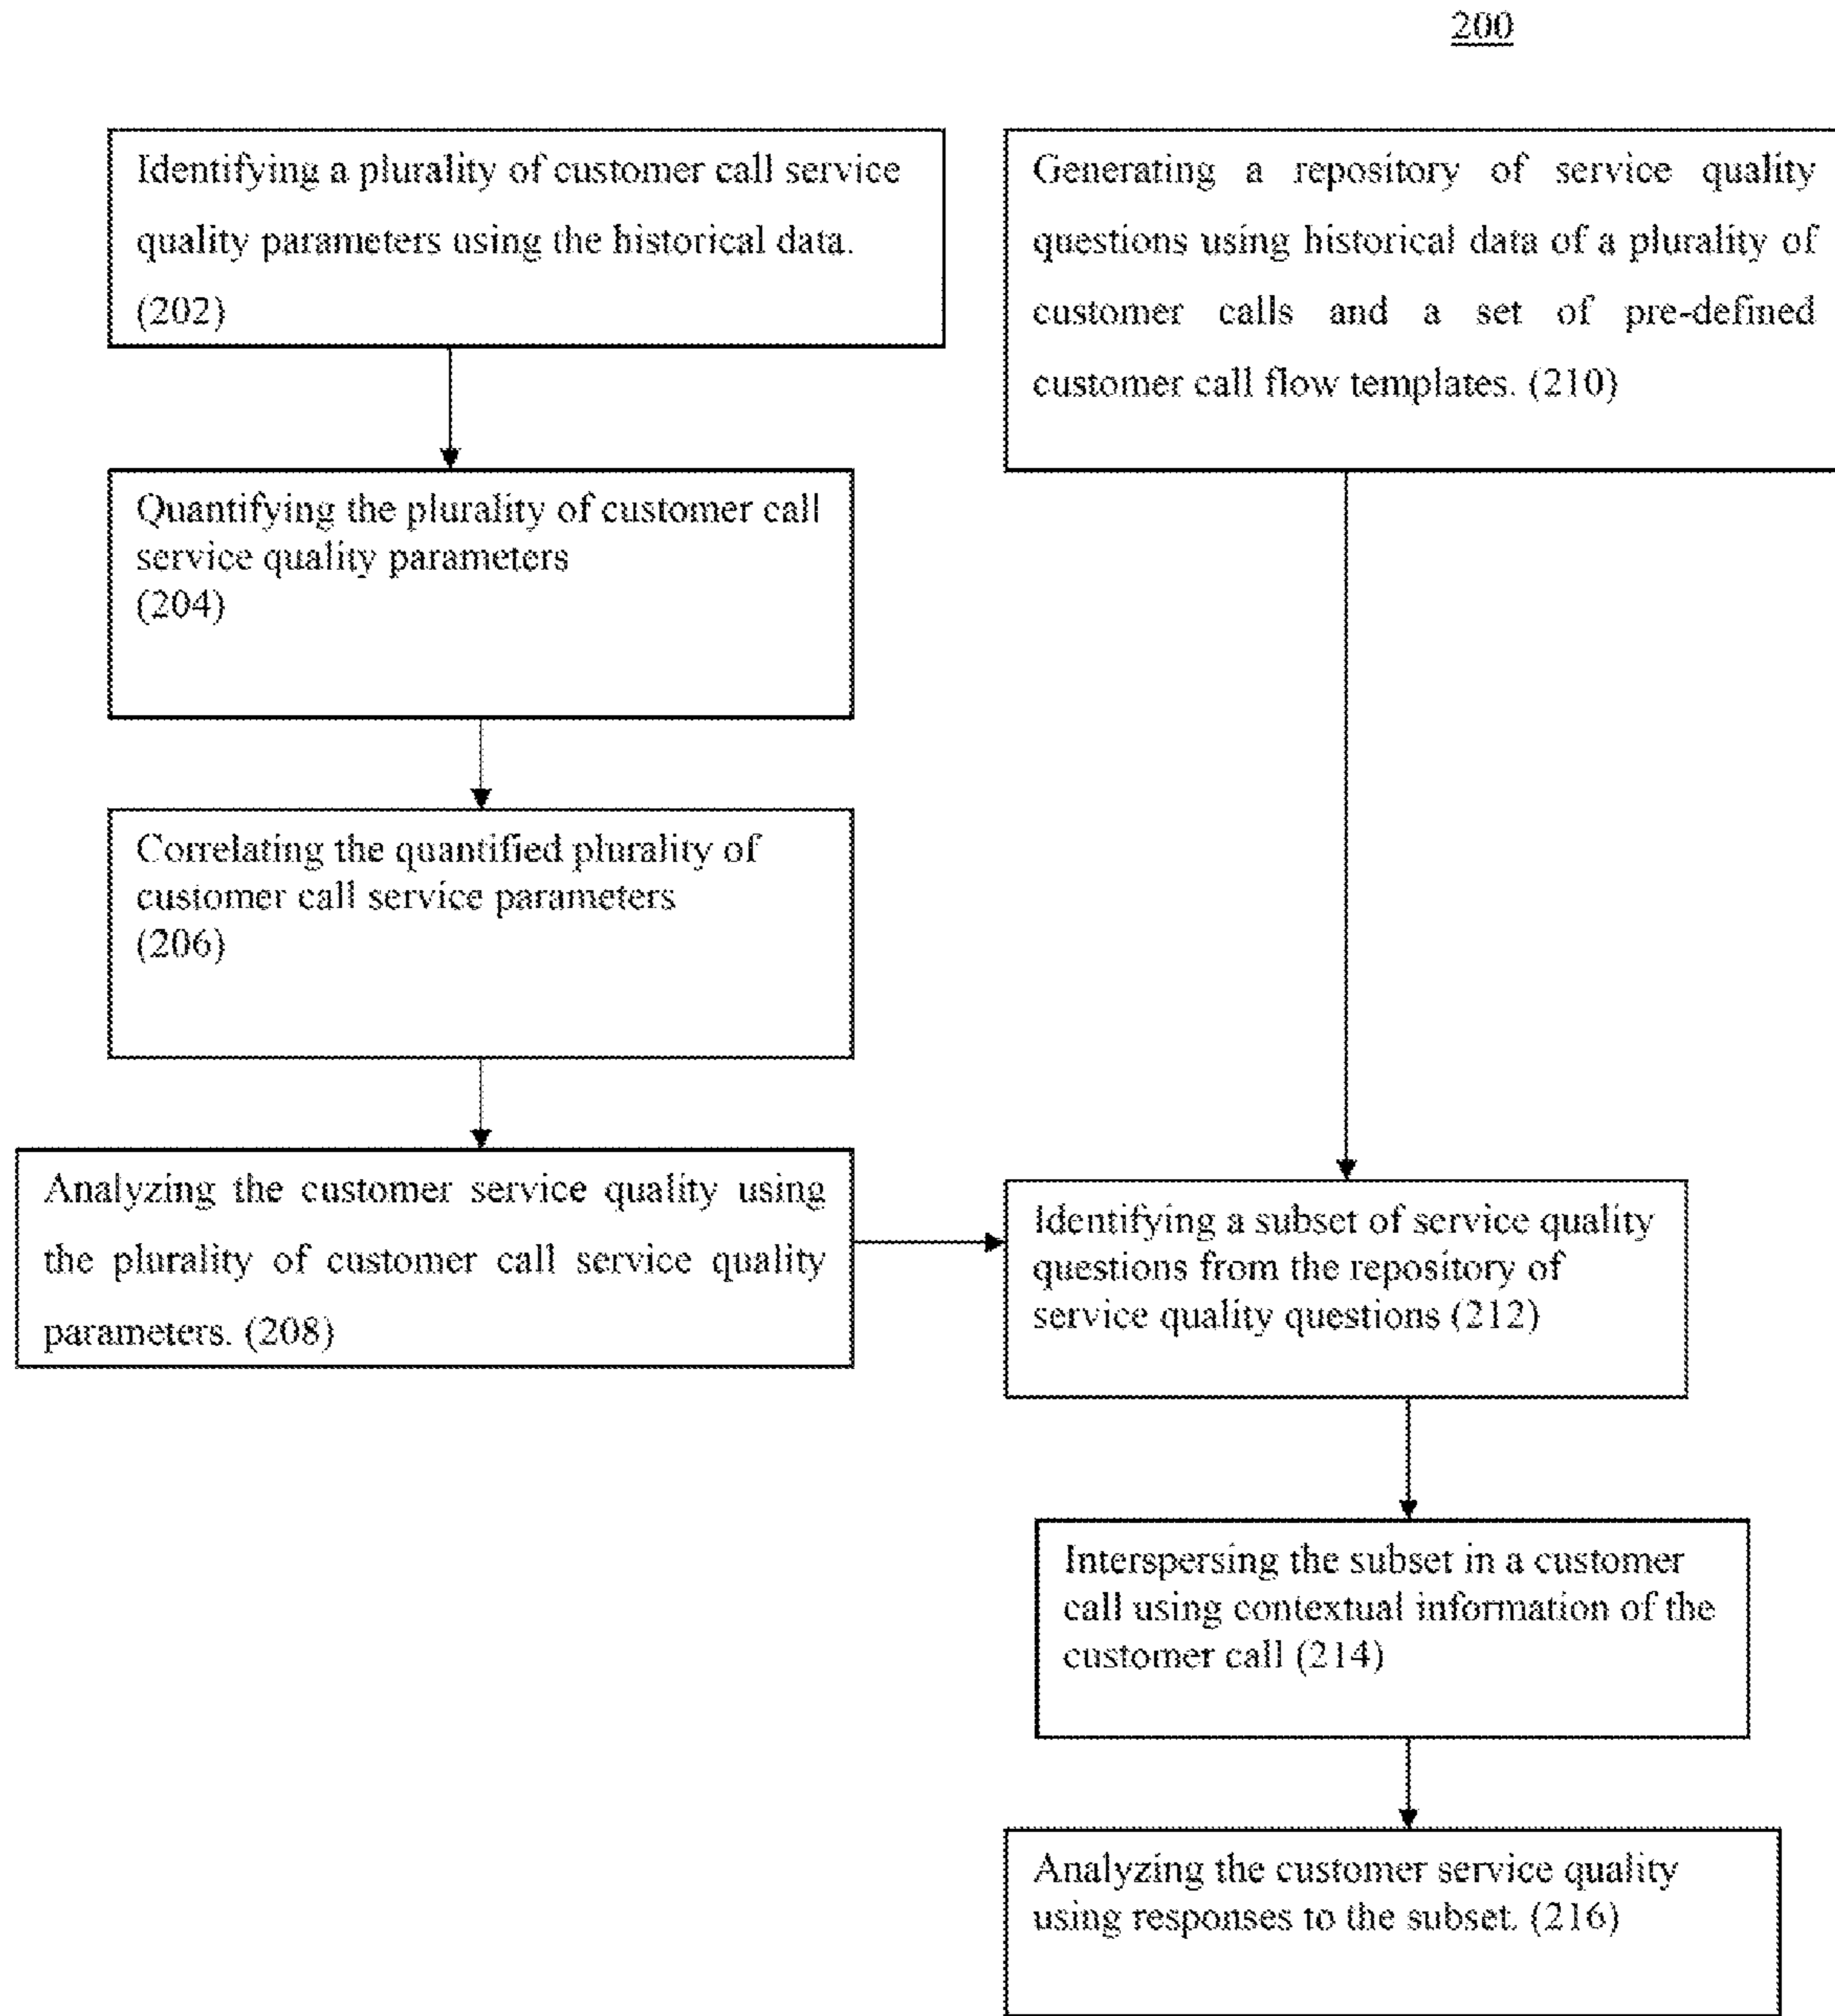 200
Identifying a plurality of customer call service
quality parameters using the historical data.
(202)
Quantifying the plurality of customer call
service quality parameters
(204)
Correlating the quantified plurality of
customer call service parameters
(206)
Analyzing the customer service quality using
the plurality of customer call service quality
parameters. (208)
Generating a repository of service quality
questions using historical data of a plurality of
customer calls and a set of pre-defined
customer call flow templates. (210)
Identifying a subset of service quality
questions from the repository of
service quality questions (212)
Interspersing the subset in a customer
call using contextual information of the
customer call (214)
Analyzing the customer service quality
using responses to the subset. (216)